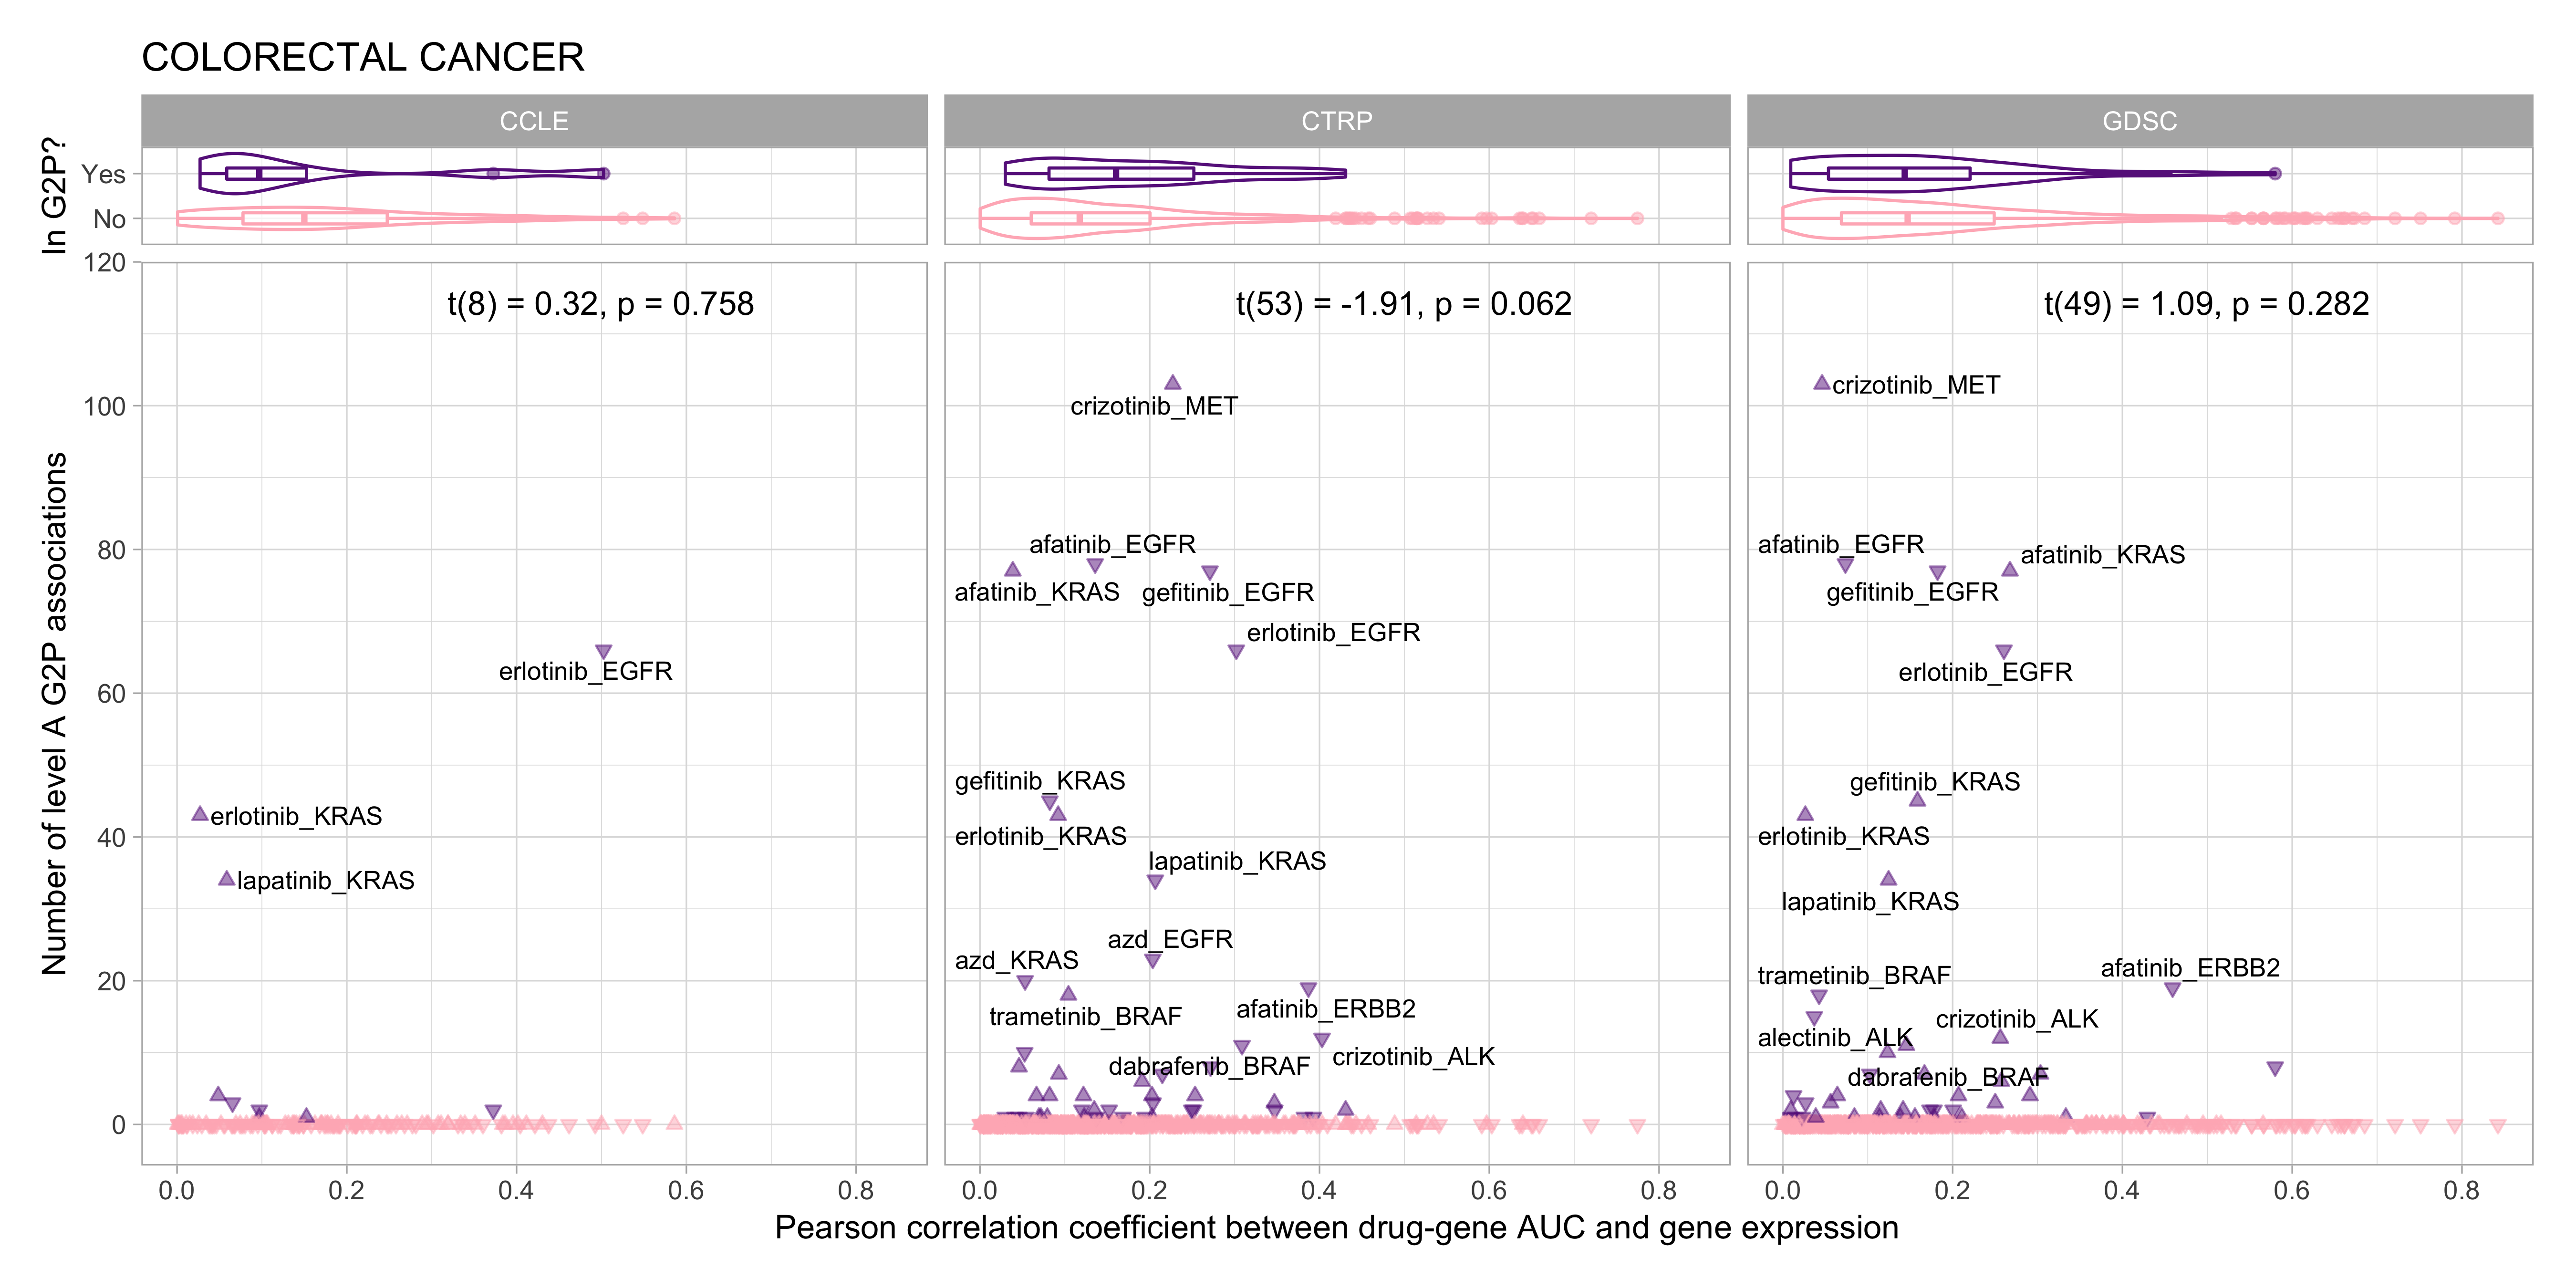 COLORECTAL CANCER
CCLE
CTRP
GDSC
In G2P?
Yes
No
Number of level A G2P associations
120
100
80
60
40
20
0
t(8) = 0.32, p = 0.758
erlotinib_EGFR
erlotinib_KRAS
lapatinib_KRAS
t(53) = -1.91, p = 0.062
crizotinib_MET
afatinib_EGFR
afatinib_KRAS
gefitinib_EGFR
erlotinib_EGFR
gefitinib_KRAS
erlotinib_KRAS
lapatinib_KRAS
azd_EGFR
azd_KRAS
trametinib_BRAF
afatinib_ERBB2
dabrafenib_BRAF
crizotinib_ALK
t(49) = 1.09, p = 0.282
crizotinib_MET
afatinib_EGFR
afatinib_KRAS
gefitinib_EGFR
erlotinib_EGFR
gefitinib_KRAS
erlotinib_KRAS
lapatinib_KRAS
trametinib_BRAF
afatinib_ERBB2
crizotinib_ALK
alectinib_ALK
dabrafenib_BRAF
0.0 0.2 0.4 0.6 0.8
0.0 0.2 0.4 0.6 0.8
0.0 0.2 0.4 0.6 0.8
Pearson correlation coefficient between drug-gene AUC and gene expression